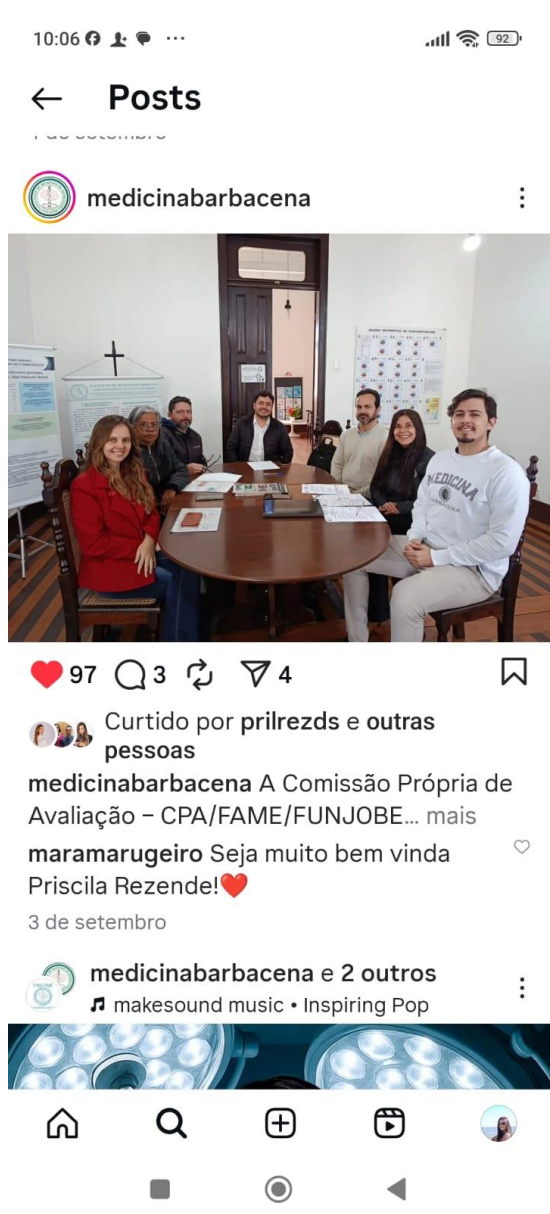 10:06
92
Posts
medicinabarbacena
MEDICINA
97
3
4
Curtido por prilrezds e outras
pessoas
medicinabarbacena A Comissão Própria de
Avaliação – CPA/FAME/FUNJOBE... mais
maramarugeiro Seja muito bem vinda
Priscila Rezende!❤️
3 de setembro
medicinabarbacena e 2 outros
makesound music • Inspiring Pop